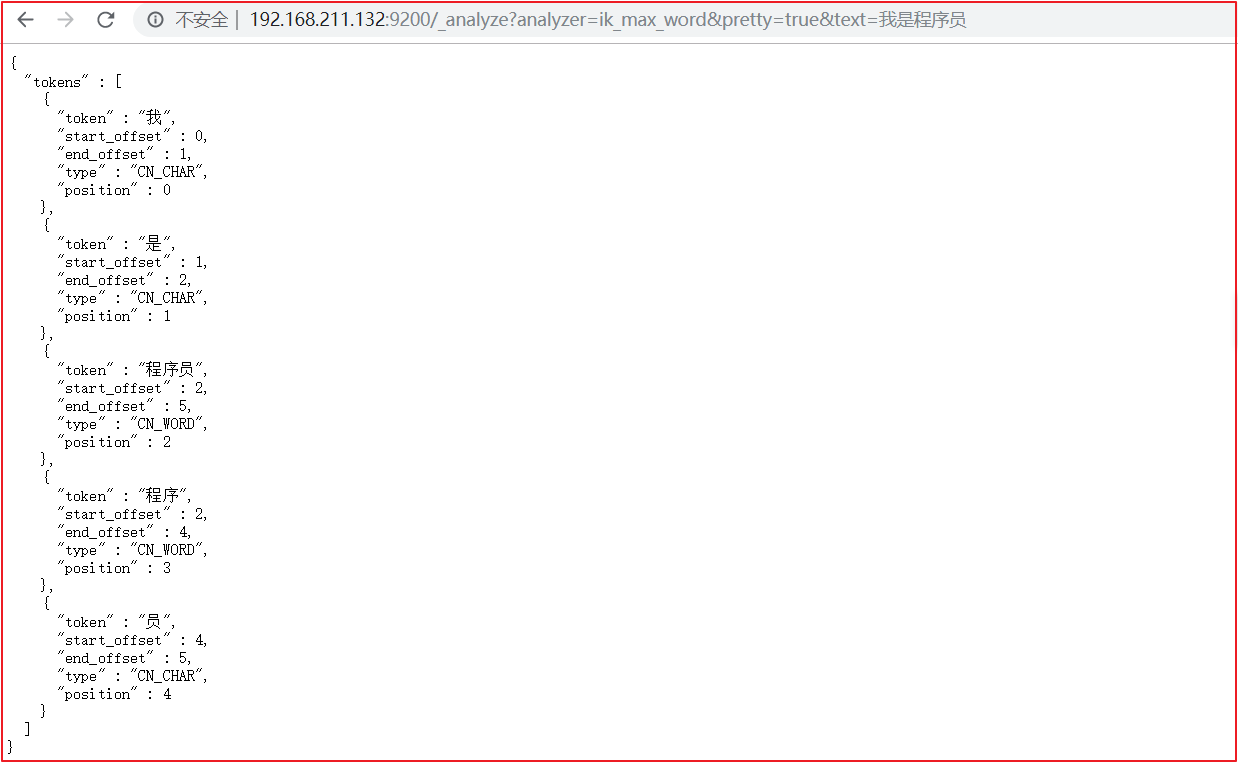 不安全 | 192.168.211.132:9200/_analyze?analyzer=ik_max_word&pretty=true&text=我是程序员
{
  "tokens" : [
    {
      "token" : "我",
      "start_offset" : 0,
      "end_offset" : 1,
      "type" : "CN_CHAR",
      "position" : 0
    },
    {
      "token" : "是",
      "start_offset" : 1,
      "end_offset" : 2,
      "type" : "CN_CHAR",
      "position" : 1
    },
    {
      "token" : "程序员",
      "start_offset" : 2,
      "end_offset" : 5,
      "type" : "CN_WORD",
      "position" : 2
    },
    {
      "token" : "程序",
      "start_offset" : 2,
      "end_offset" : 4,
      "type" : "CN_WORD",
      "position" : 3
    },
    {
      "token" : "员",
      "start_offset" : 4,
      "end_offset" : 5,
      "type" : "CN_CHAR",
      "position" : 4
    }
  ]
}